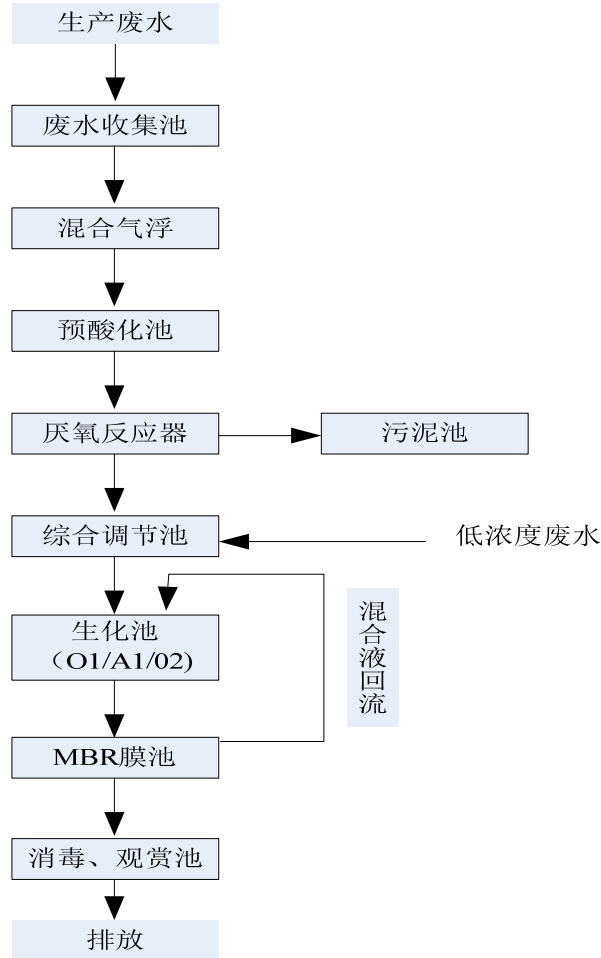 生产废水
废水收集池
混合气浮
预酸化池
厌氧反应器
污泥池
综合调节池
低浓度废水
生化池
（O1/A1/02)
混合液回流
MBR膜池
消毒、观赏池
排放